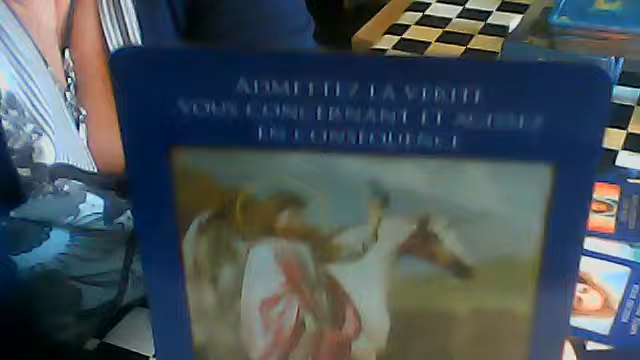 ADMETTEZ LA VÉRITÉ
VOUS CONCERNANT ET AGISSEZ
EN CONSÉQUENCE